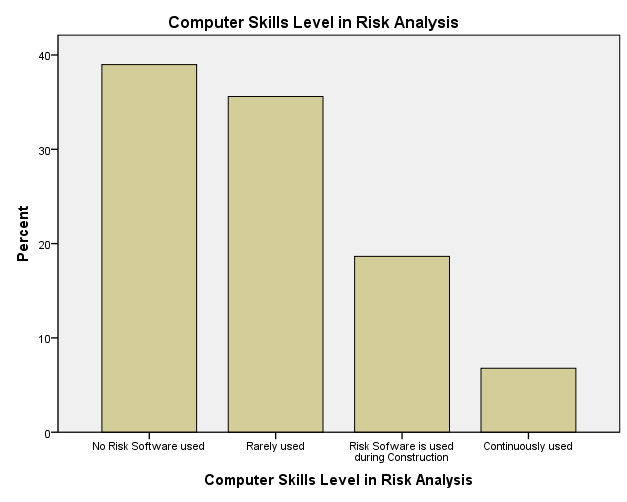 Computer Skills Level in Risk Analysis
Percent
40
30
20
10
0
No Risk Software used
Rarely used
Risk Sofware is used
during Construction
Continuously used
Computer Skills Level in Risk Analysis